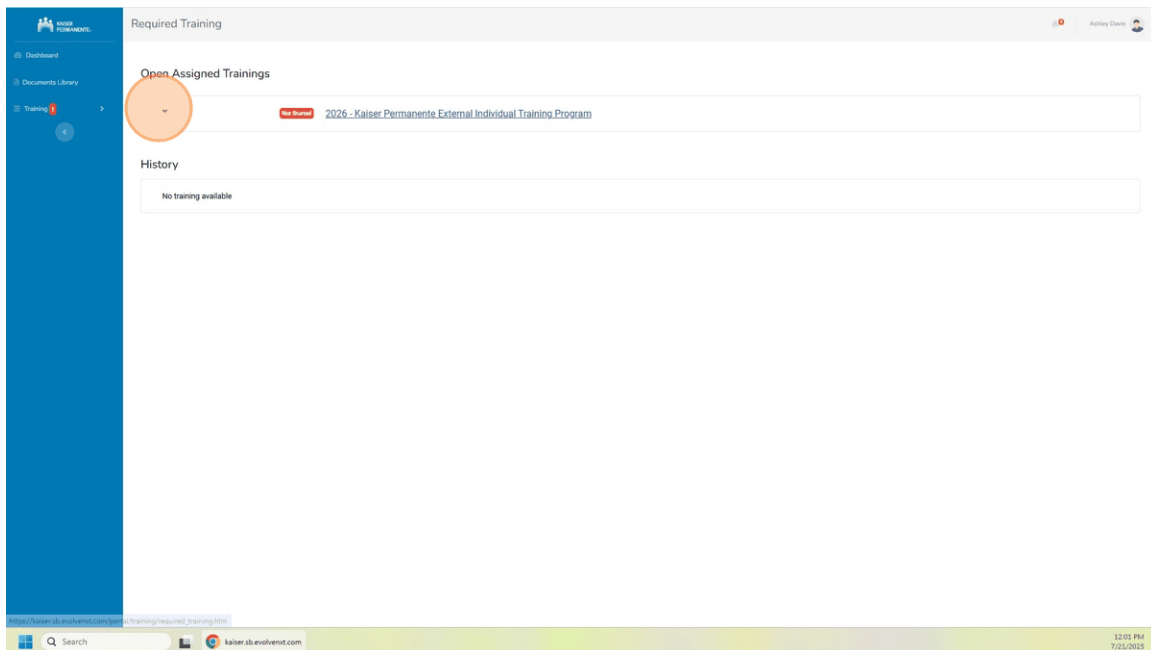 KAISER
PERMANENTE®
Required Training
Ashley Davis
Dashboard
Documents Library
Training 1
Open Assigned Trainings
Not Started 2026 - Kaiser Permanente External Individual Training Program
History
No training available
https://kaiser.sb.evolvenxt.com/portal/training/required_training.htm
Search
kaiser.sb.evolvenxt.com
12:01 PM
7/21/2025